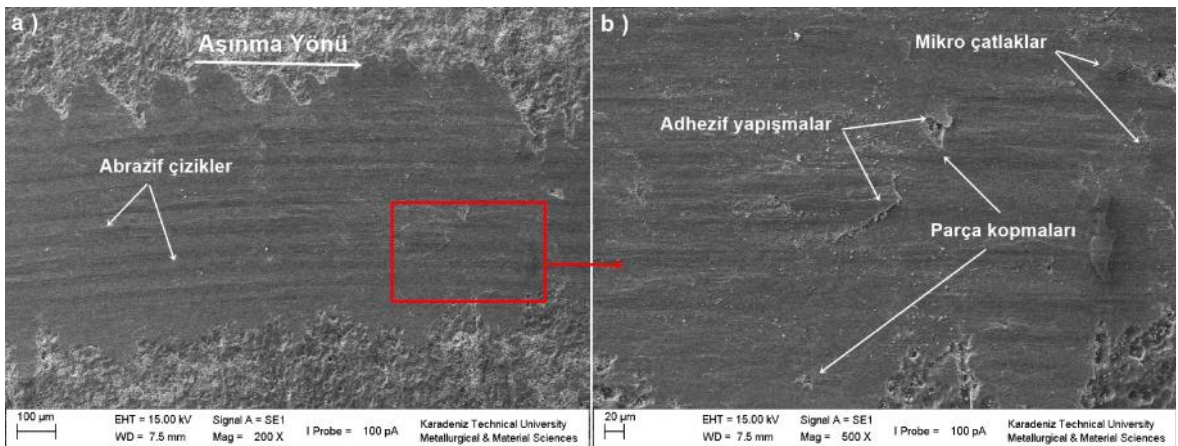 a )
Aşınma Yönü
Abrazif çizikler
100 µm
EHT = 15.00 kV
WD = 7.5 mm
Signal A = SE1
Mag = 200 X
I Probe = 100 pA
Karadeniz Technical University
Metallurgical & Material Sciences
b )
Mikro çatlaklar
Adhezif yapışmalar
Parça kopmaları
20 µm
EHT = 15.00 kV
WD = 7.5 mm
Signal A = SE1
Mag = 500 X
I Probe = 100 pA
Karadeniz Technical University
Metallurgical & Material Sciences